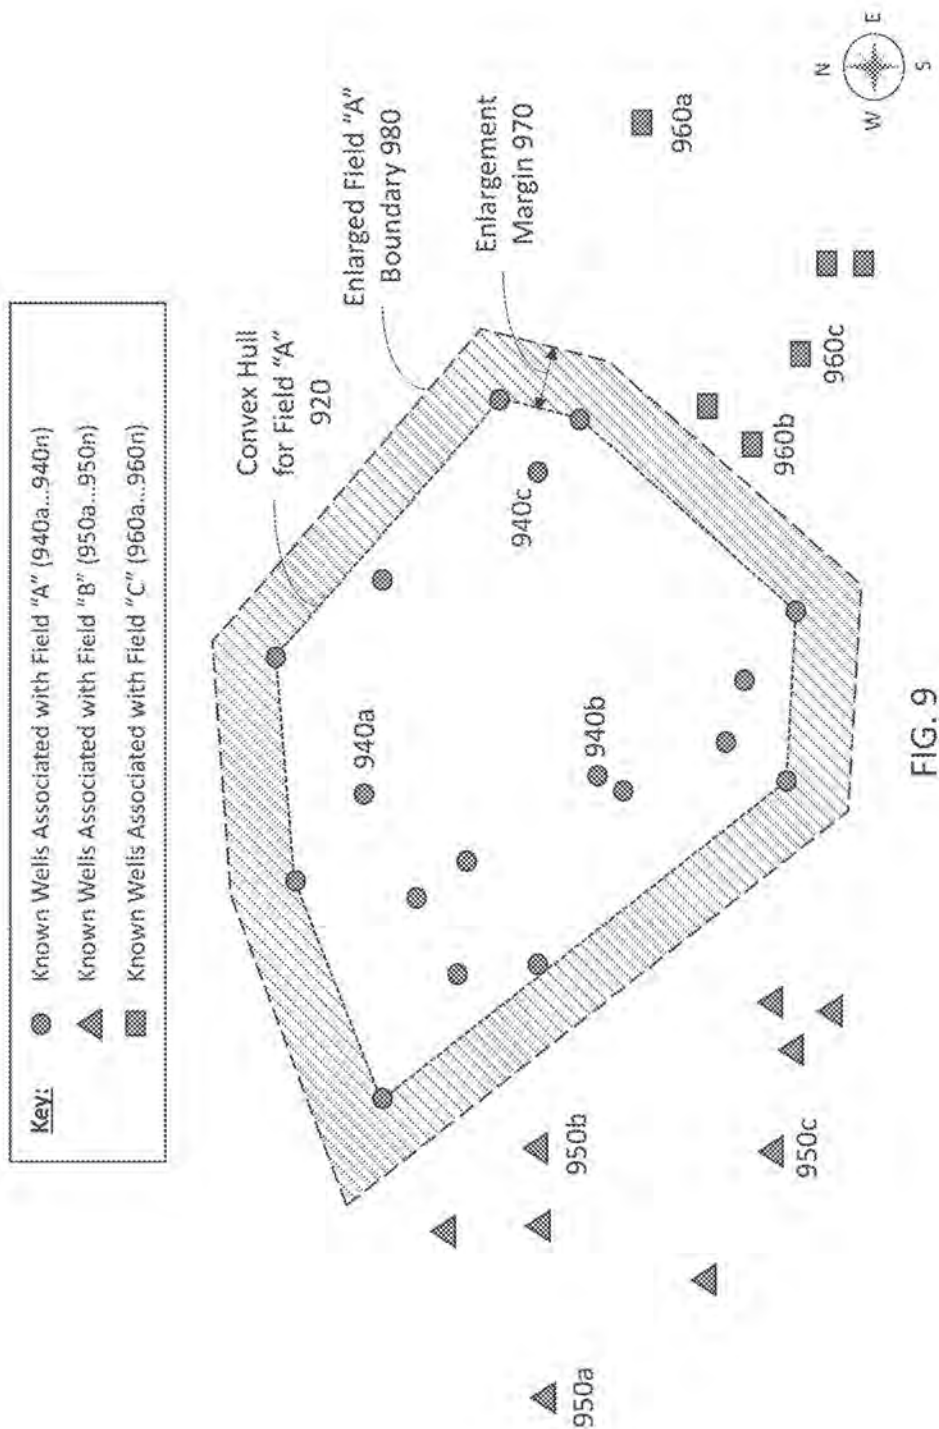 Key:
Known Wells Associated with Field "A" (940a...940n)
Known Wells Associated with Field "B" (950a...950n)
Known Wells Associated with Field "C" (960a...960n)
Convex Hull
for Field "A"
920
Enlarged Field "A"
Boundary 980
Enlargement
Margin 970
940a
940b
940c
950a
950b
950c
960a
960b
960c
N
W
E
S
FIG. 9